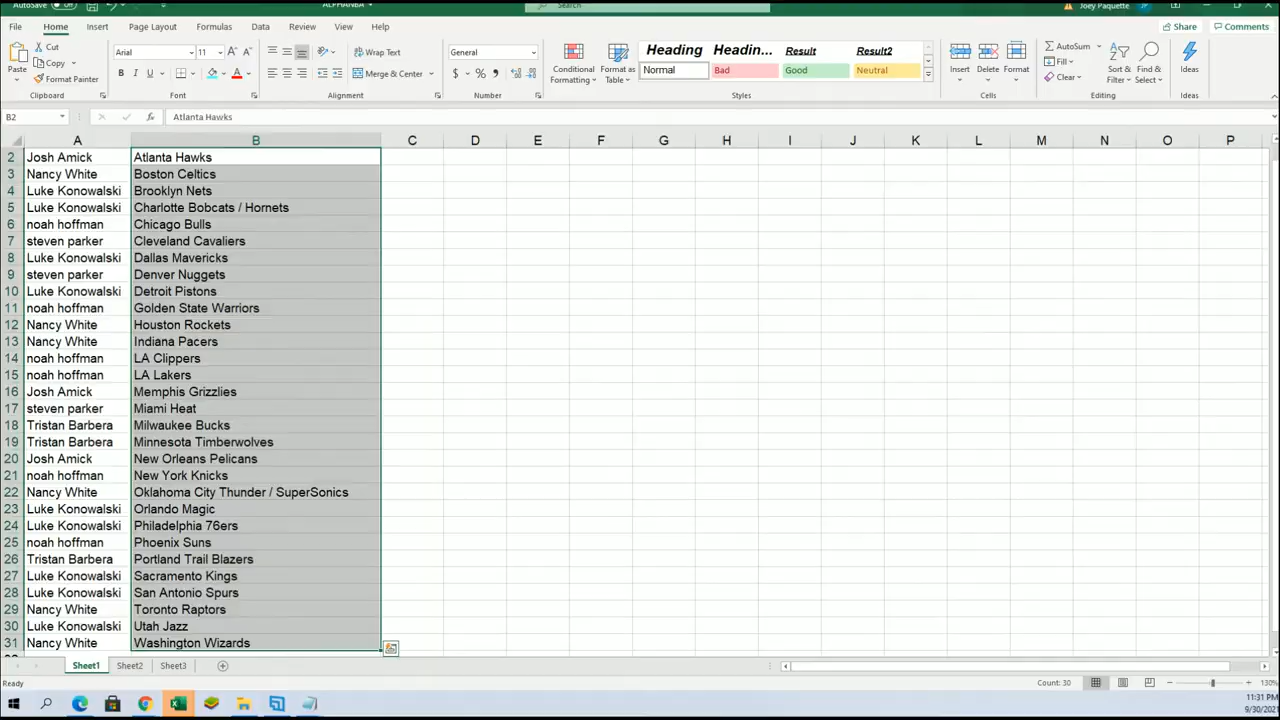 AutoSave
ALPHANBA
Search
Joey Paquette
File Home Insert Page Layout Formulas Data Review View Help
Share Comments
Paste Cut Copy Format Painter
Arial 11
B I U
Wrap Text
Merge & Center
General
$ % 9
Conditional Formatting Format as Table
Heading Headin... Result Result2
Normal Bad Good Neutral
Insert Delete Format
AutoSum
Fill
Clear
Sort & Filter Find & Select Ideas
Clipboard Font Alignment Number Styles Cells Editing Ideas
B2 fx Atlanta Hawks
A B C D E F G H I J K L M N O P
2 Josh Amick Atlanta Hawks
3 Nancy White Boston Celtics
4 Luke Konowalski Brooklyn Nets
5 Luke Konowalski Charlotte Bobcats / Hornets
6 noah hoffman Chicago Bulls
7 steven parker Cleveland Cavaliers
8 Luke Konowalski Dallas Mavericks
9 steven parker Denver Nuggets
10 Luke Konowalski Detroit Pistons
11 noah hoffman Golden State Warriors
12 Nancy White Houston Rockets
13 Nancy White Indiana Pacers
14 noah hoffman LA Clippers
15 noah hoffman LA Lakers
16 Josh Amick Memphis Grizzlies
17 steven parker Miami Heat
18 Tristan Barbera Milwaukee Bucks
19 Tristan Barbera Minnesota Timberwolves
20 Josh Amick New Orleans Pelicans
21 noah hoffman New York Knicks
22 Nancy White Oklahoma City Thunder / SuperSonics
23 Luke Konowalski Orlando Magic
24 Luke Konowalski Philadelphia 76ers
25 noah hoffman Phoenix Suns
26 Tristan Barbera Portland Trail Blazers
27 Luke Konowalski Sacramento Kings
28 Luke Konowalski San Antonio Spurs
29 Nancy White Toronto Raptors
30 Luke Konowalski Utah Jazz
31 Nancy White Washington Wizards
Sheet1 Sheet2 Sheet3
Ready Count: 30 130%
11:31 PM